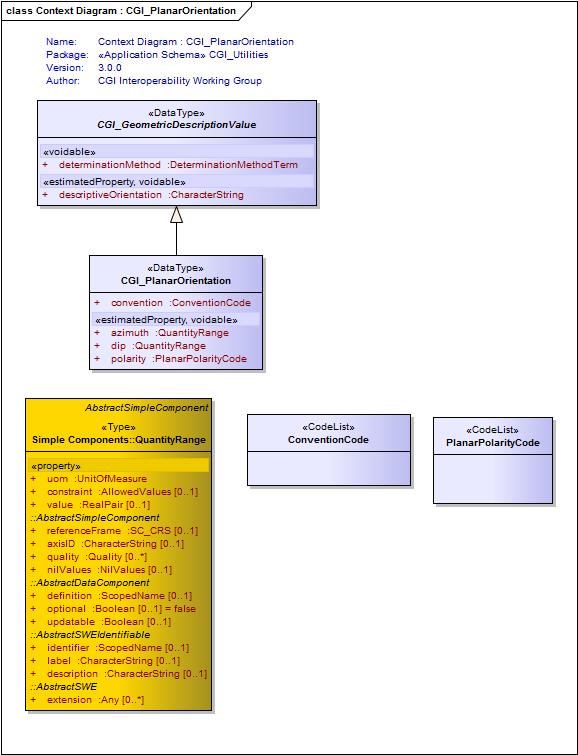 class Context Diagram : CGI_PlanarOrientation
Name: Context Diagram : CGI_PlanarOrientation
Package: «Application Schema» CGI_Utilities
Version: 3.0.0
Author: CGI Interoperability Working Group
«DataType»
CGI_GeometricDescriptionValue
«voidable»
+ determinationMethod :DeterminationMethodTerm
«estimatedProperty, voidable»
+ descriptiveOrientation :CharacterString
«DataType»
CGI_PlanarOrientation
+ convention :ConventionCode
«estimatedProperty, voidable»
+ azimuth :QuantityRange
+ dip :QuantityRange
+ polarity :PlanarPolarityCode
AbstractSimpleComponent
«Type»
Simple Components::QuantityRange
«property»
+ uom :UnitOfMeasure
+ constraint :AllowedValues [0..1]
+ value :RealPair [0..1]
::AbstractSimpleComponent
+ referenceFrame :SC_CRS [0..1]
+ axisID :CharacterString [0..1]
+ quality :Quality [0..*]
+ nilValues :NilValues [0..1]
::AbstractDataComponent
+ definition :ScopedName [0..1]
+ optional :Boolean [0..1] = false
+ updatable :Boolean [0..1]
::AbstractSWEIdentifiable
+ identifier :ScopedName [0..1]
+ label :CharacterString [0..1]
+ description :CharacterString [0..1]
::AbstractSWE
+ extension :Any [0..*]
«CodeList»
ConventionCode
«CodeList»
PlanarPolarityCode